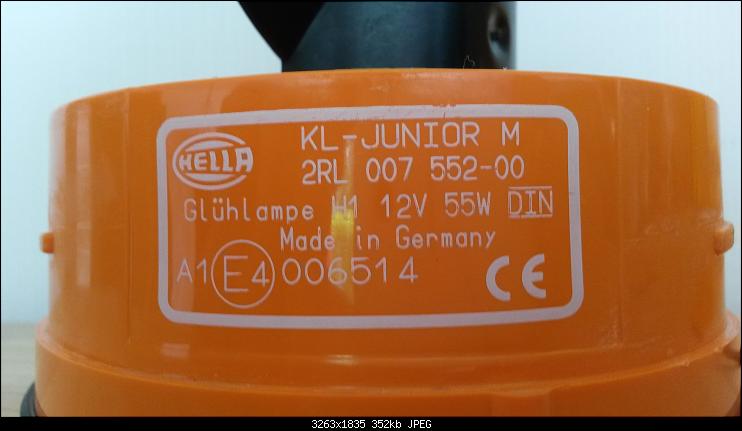 HELLA
KL-JUNIOR M
2RL 007 552-00
Glühlampe H1 12V 55W DIN
Made in Germany
A1 E4 006514 CE
3263x1835 352kb JPEG